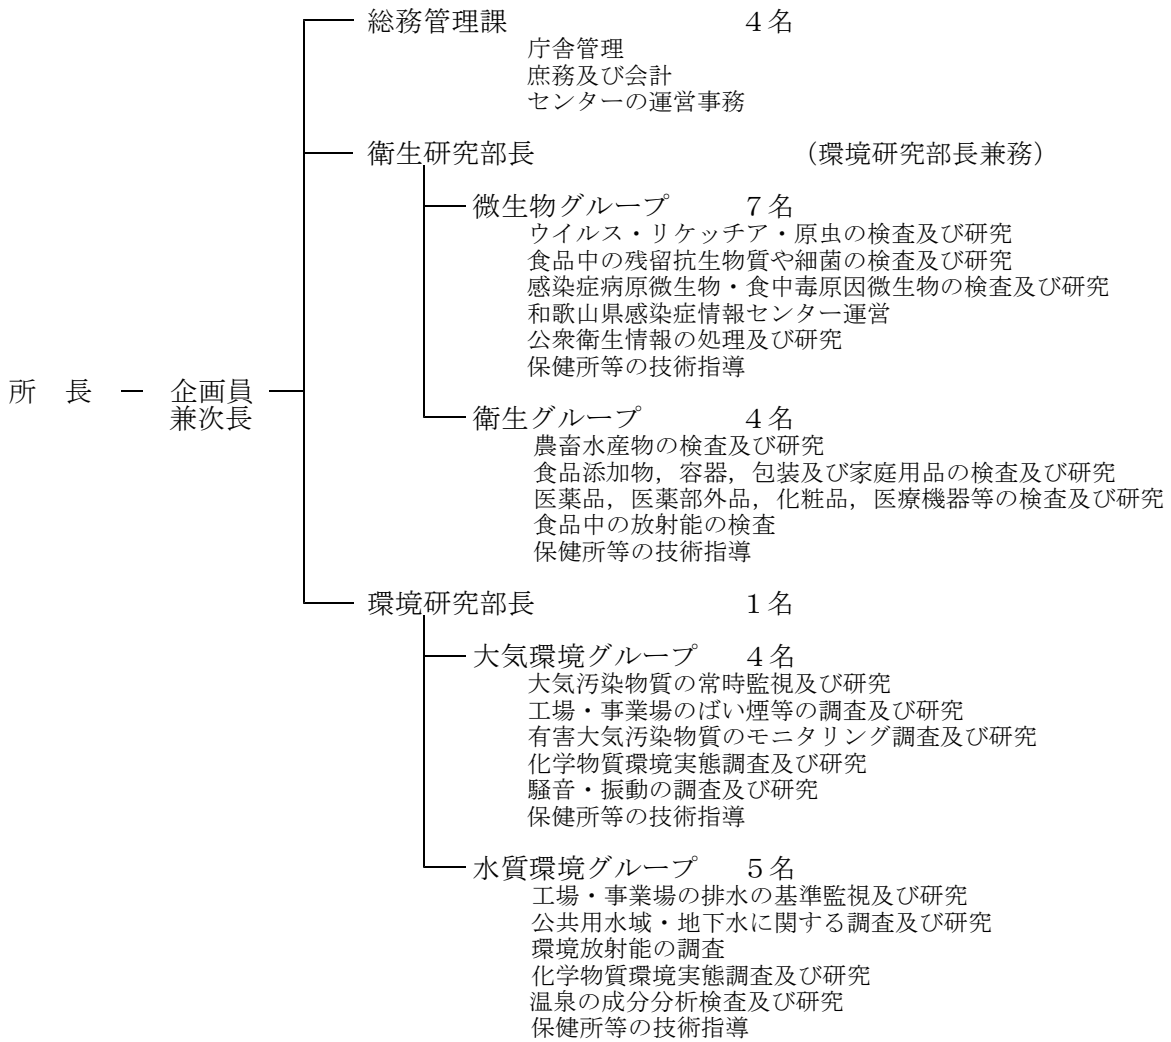 総務管理課 ４名
庁舎管理
庶務及び会計
センターの運営事務
衛生研究部長 （環境研究部長兼務）
微生物グループ ７名
ウイルス・リケッチア・原虫の検査及び研究
食品中の残留抗生物質や細菌の検査及び研究
感染症病原微生物・食中毒原因微生物の検査及び研究
和歌山県感染症情報センター運営
公衆衛生情報の処理及び研究
保健所等の技術指導
所　長 ― 企画員
兼次長
衛生グループ ４名
農畜水産物の検査及び研究
食品添加物，容器，包装及び家庭用品の検査及び研究
医薬品，医薬部外品，化粧品，医療機器等の検査及び研究
食品中の放射能の検査
保健所等の技術指導
環境研究部長 １名
大気環境グループ ４名
大気汚染物質の常時監視及び研究
工場・事業場のばい煙等の調査及び研究
有害大気汚染物質のモニタリング調査及び研究
化学物質環境実態調査及び研究
騒音・振動の調査及び研究
保健所等の技術指導
水質環境グループ ５名
工場・事業場の排水の基準監視及び研究
公共用水域・地下水に関する調査及び研究
環境放射能の調査
化学物質環境実態調査及び研究
温泉の成分分析検査及び研究
保健所等の技術指導